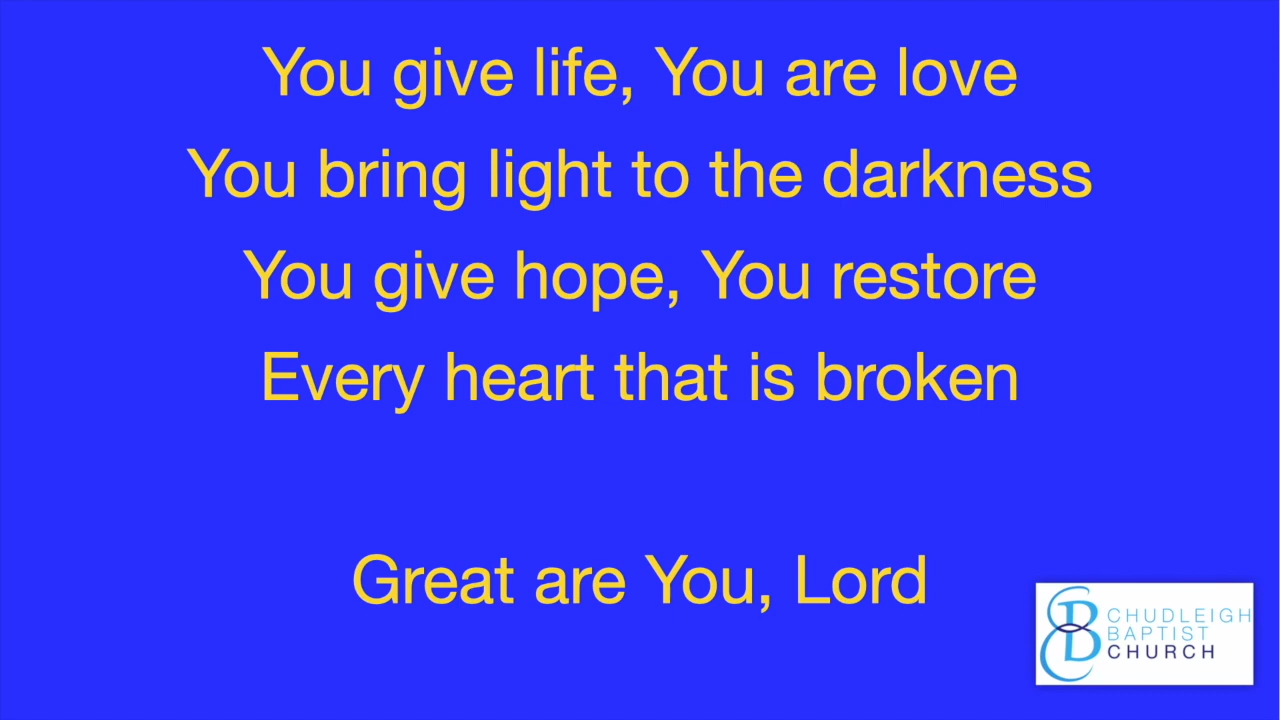 You give life, You are love
You bring light to the darkness
You give hope, You restore
Every heart that is broken
Great are You, Lord
CHUDLEIGH
BAPTIST
CHURCH